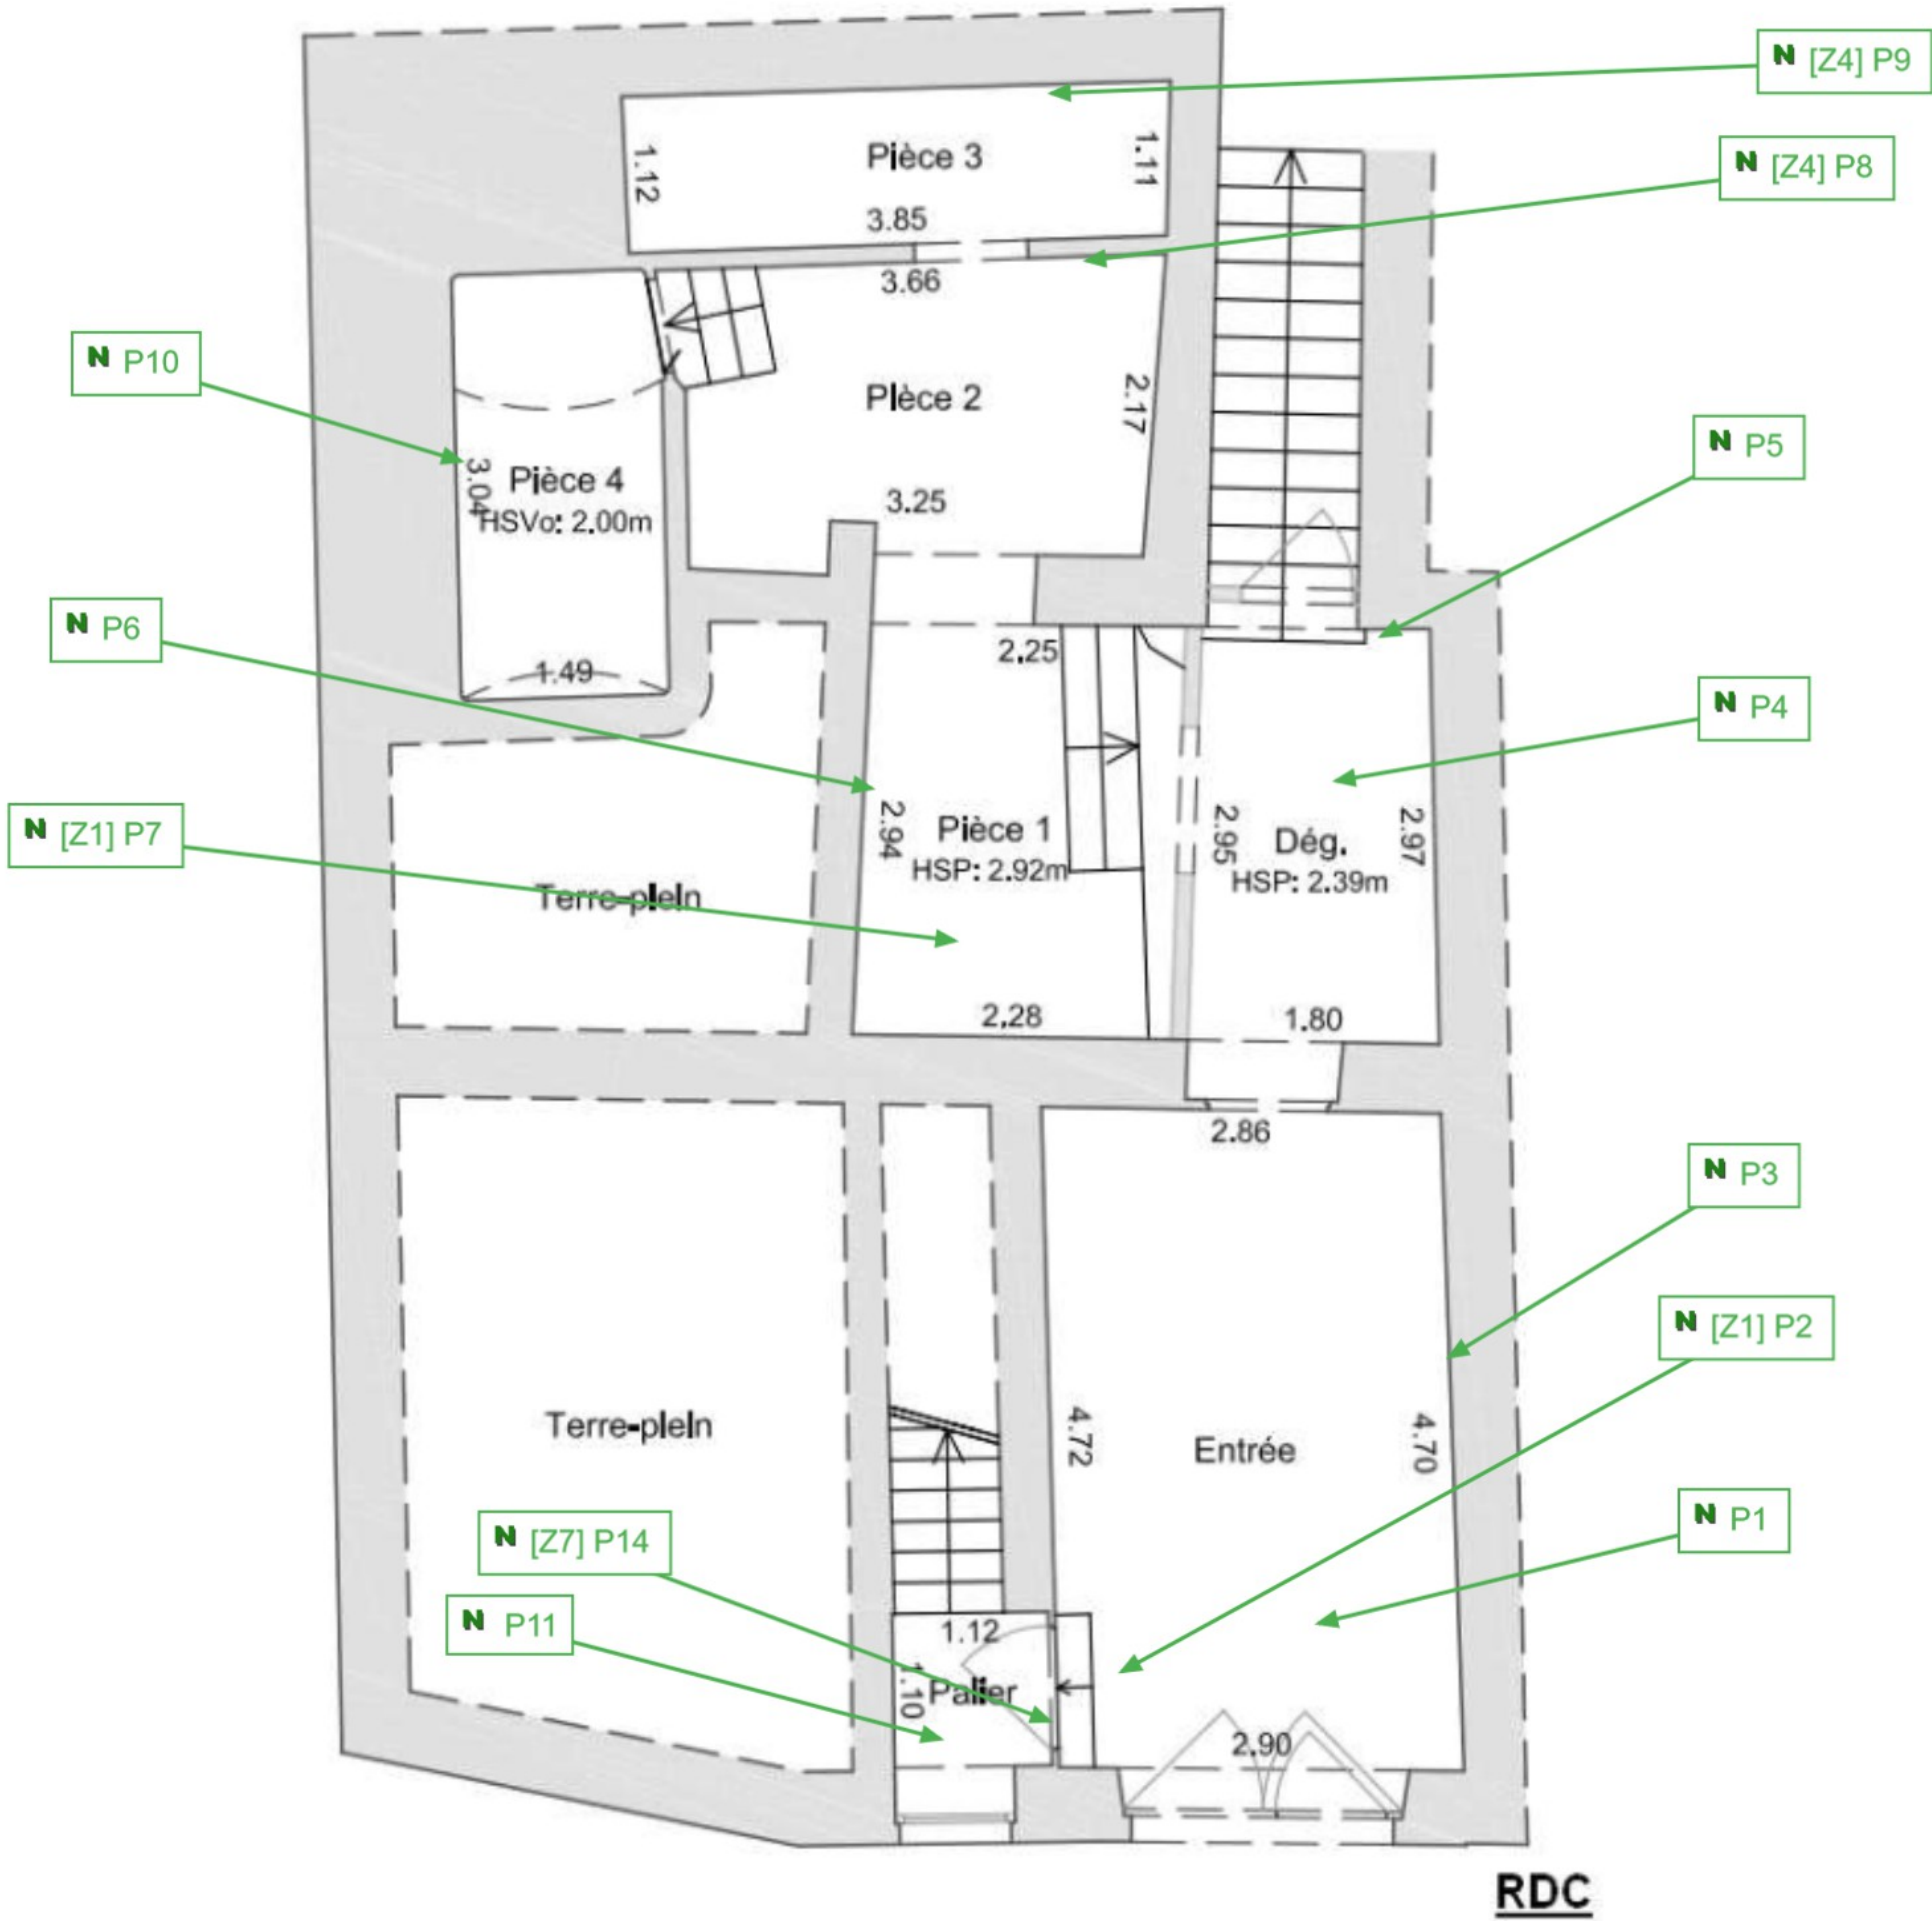 N [Z4] P9
Pièce 3
1.12
1.11
3.85
N [Z4] P8
3.66
N P10
Plèce 2
2.17
N P5
Pièce 4
3.04
HSVo: 2.00m
3.25
N P6
1.49
2,25
N P4
N [Z1] P7
2.94
Pièce 1
HSP: 2.92m
2.95
Dég.
HSP: 2.39m
2.97
Terre-plein
2,28
1.80
2.86
N P3
N [Z1] P2
Terre-pleln
4.72
Entrée
4.70
N P1
N [Z7] P14
N P11
1.12
1.10
Palier
2.90
RDC